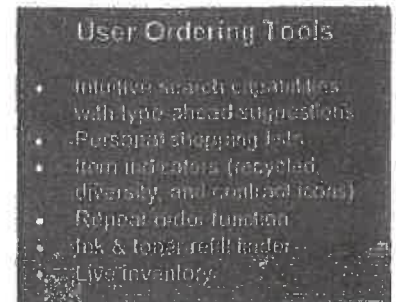 User Ordering Tools
• Intuitive search capabilities
with type-ahead suggestions
• Personal shopping lists
• Item indicators (recycled,
diversity, and contract icons)
• Repeat order function
• Ink & toner refill finder
• Live inventory